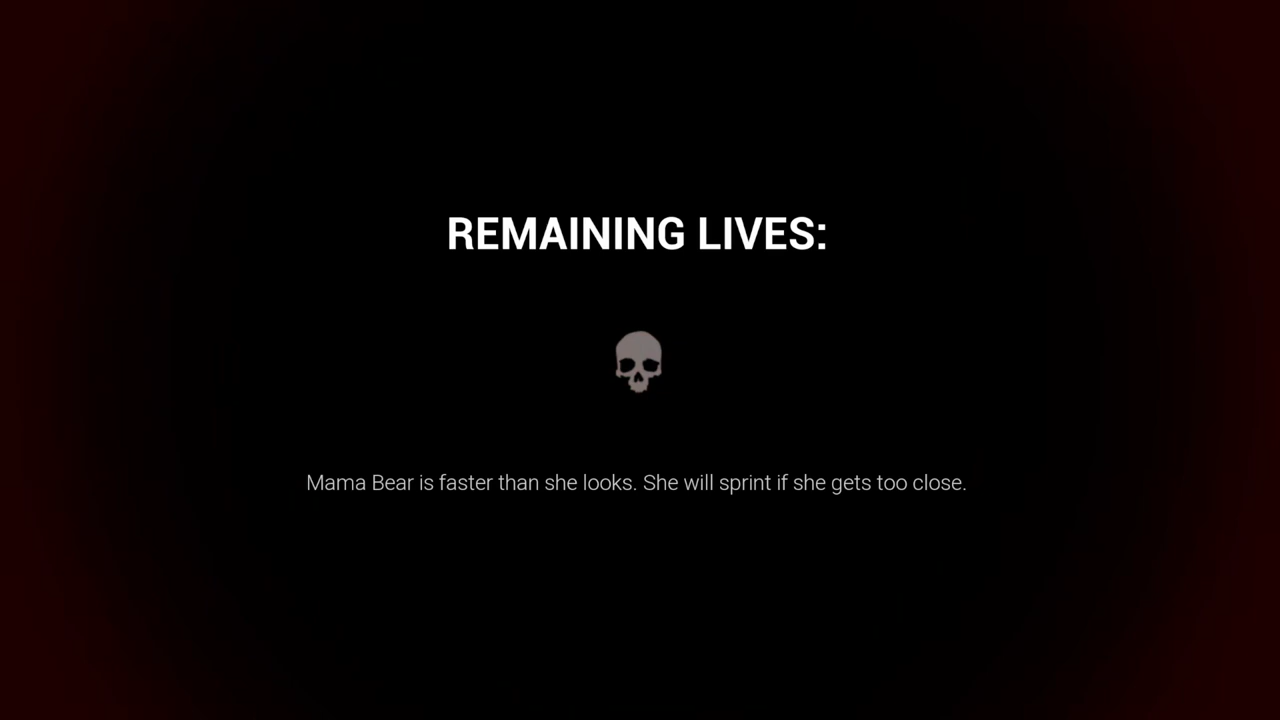 REMAINING LIVES:
Mama Bear is faster than she looks. She will sprint if she gets too close.